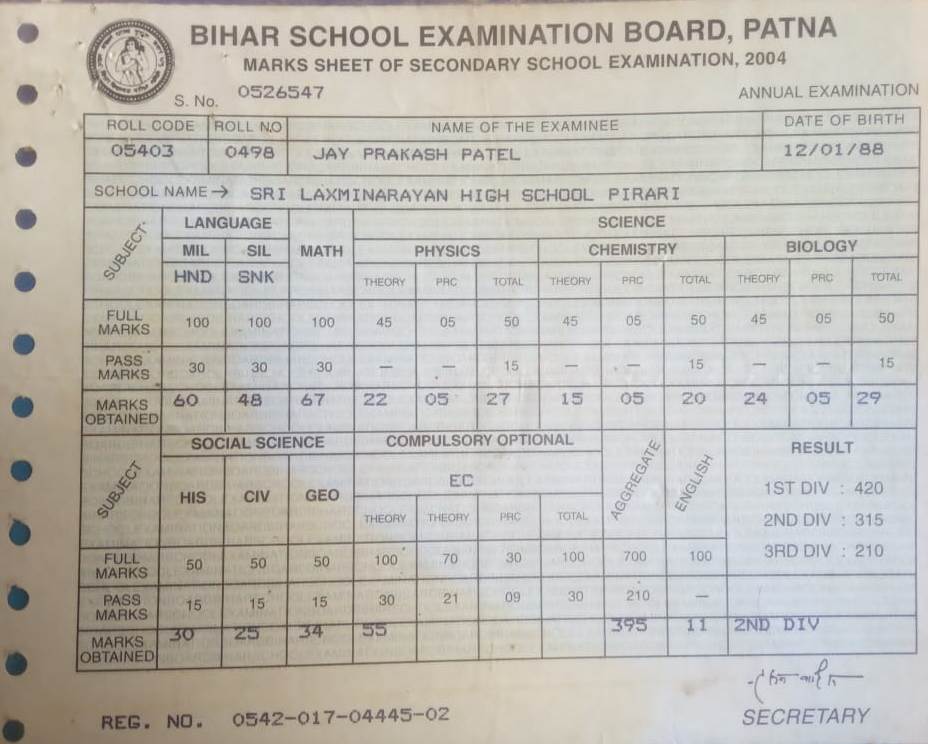 BIHAR SCHOOL EXAMINATION BOARD, PATNA
MARKS SHEET OF SECONDARY SCHOOL EXAMINATION, 2004
S. No. 0526547 ANNUAL EXAMINATION
ROLL CODE ROLL NO NAME OF THE EXAMINEE DATE OF BIRTH
05403 0498 JAY PRAKASH PATEL 12/01/88
SCHOOL NAME → SRI LAXMINARAYAN HIGH SCHOOL PIRARI
SUBJECT LANGUAGE MATH SCIENCE
MIL SIL PHYSICS CHEMISTRY BIOLOGY
HND SNK THEORY PRC TOTAL THEORY PRC TOTAL THEORY PRC TOTAL
FULL MARKS 100 100 100 45 05 50 45 05 50 45 05 50
PASS MARKS 30 30 30 — — 15 — — 15 — — 15
MARKS OBTAINED 60 48 67 22 05 27 15 05 20 24 05 29
SUBJECT SOCIAL SCIENCE COMPULSORY OPTIONAL AGGREGATE ENGLISH RESULT
HIS CIV GEO EC
THEORY THEORY PRC TOTAL
1ST DIV : 420
2ND DIV : 315
3RD DIV : 210
FULL MARKS 50 50 50 100 70 30 100 700 100
PASS MARKS 15 15 15 30 21 09 30 210 —
MARKS OBTAINED 30 25 34 55 395 11 2ND DIV
REG. NO. 0542-017-04445-02
SECRETARY